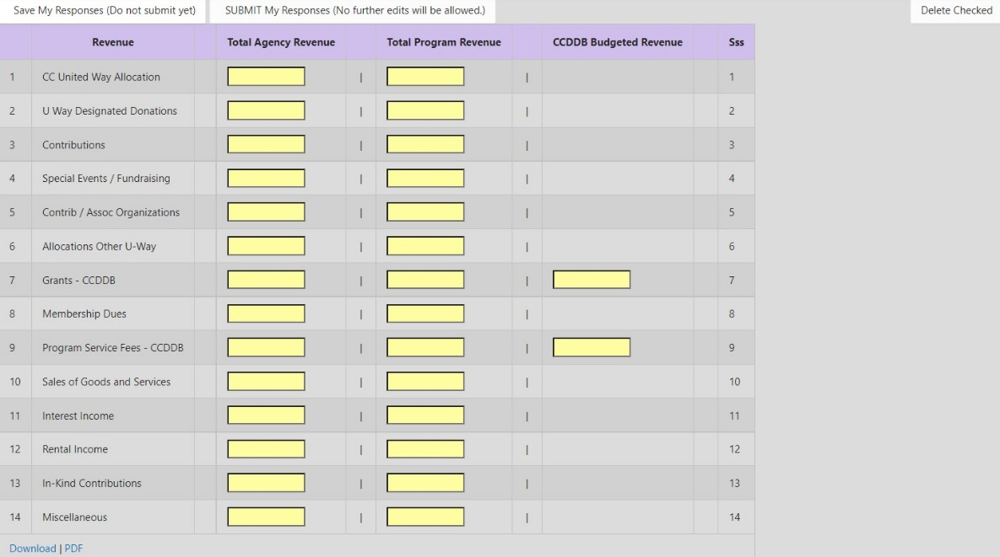 Save My Responses (Do not submit yet) SUBMIT My Responses (No further edits will be allowed.) Delete Checked
Revenue Total Agency Revenue Total Program Revenue CCDDB Budgeted Revenue Sss
1 CC United Way Allocation | | 1
2 U Way Designated Donations | | 2
3 Contributions | | 3
4 Special Events / Fundraising | | 4
5 Contrib / Assoc Organizations | | 5
6 Allocations Other U-Way | | 6
7 Grants - CCDDB | | 7
8 Membership Dues | | 8
9 Program Service Fees - CCDDB | | 9
10 Sales of Goods and Services | | 10
11 Interest Income | | 11
12 Rental Income | | 12
13 In-Kind Contributions | | 13
14 Miscellaneous | | 14
Download | PDF